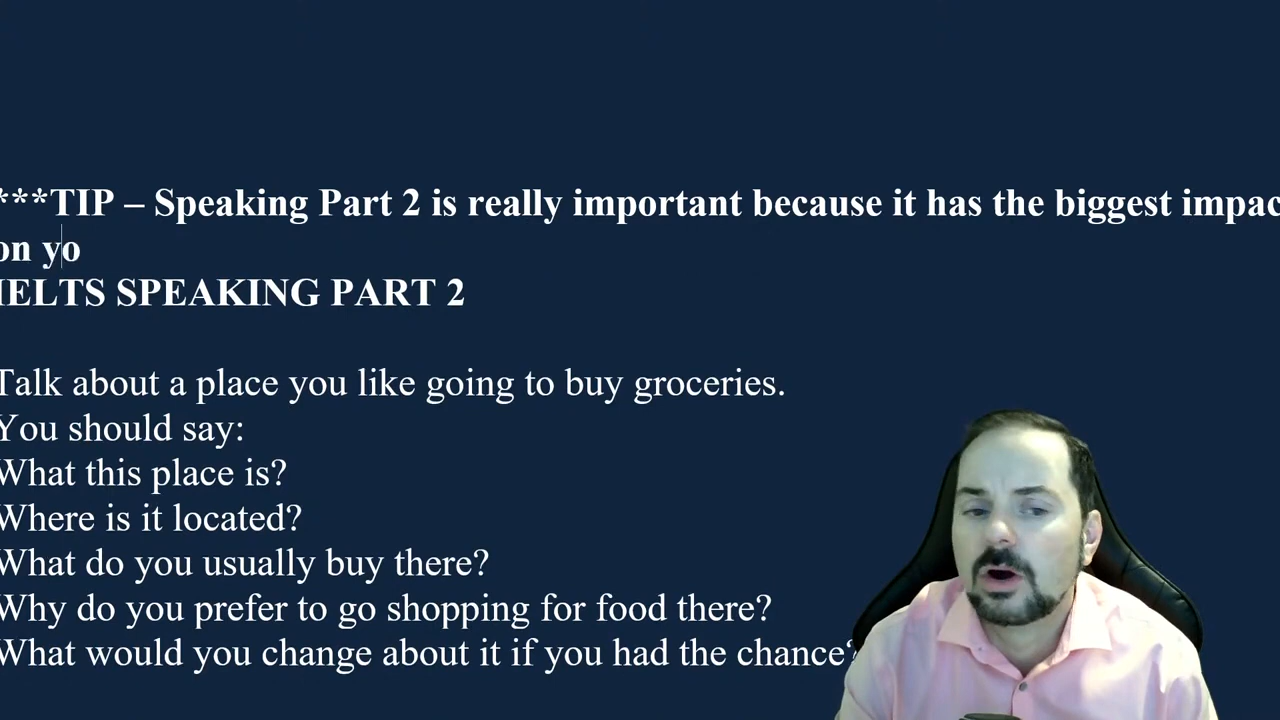 ***TIP – Speaking Part 2 is really important because it has the biggest impac
on yo
IELTS SPEAKING PART 2
Talk about a place you like going to buy groceries.
You should say:
What this place is?
Where is it located?
What do you usually buy there?
Why do you prefer to go shopping for food there?
What would you change about it if you had the chance?